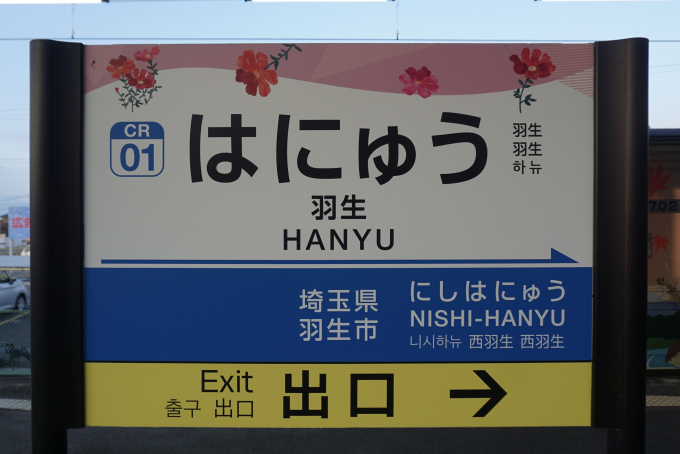 CR
01
はにゅう
羽生
羽生
하뉴
羽生
HANYU
埼玉県
羽生市
にしはにゅう
NISHI-HANYU
니시하뉴 西羽生 西羽生
Exit
출구 出口
出口 →
702